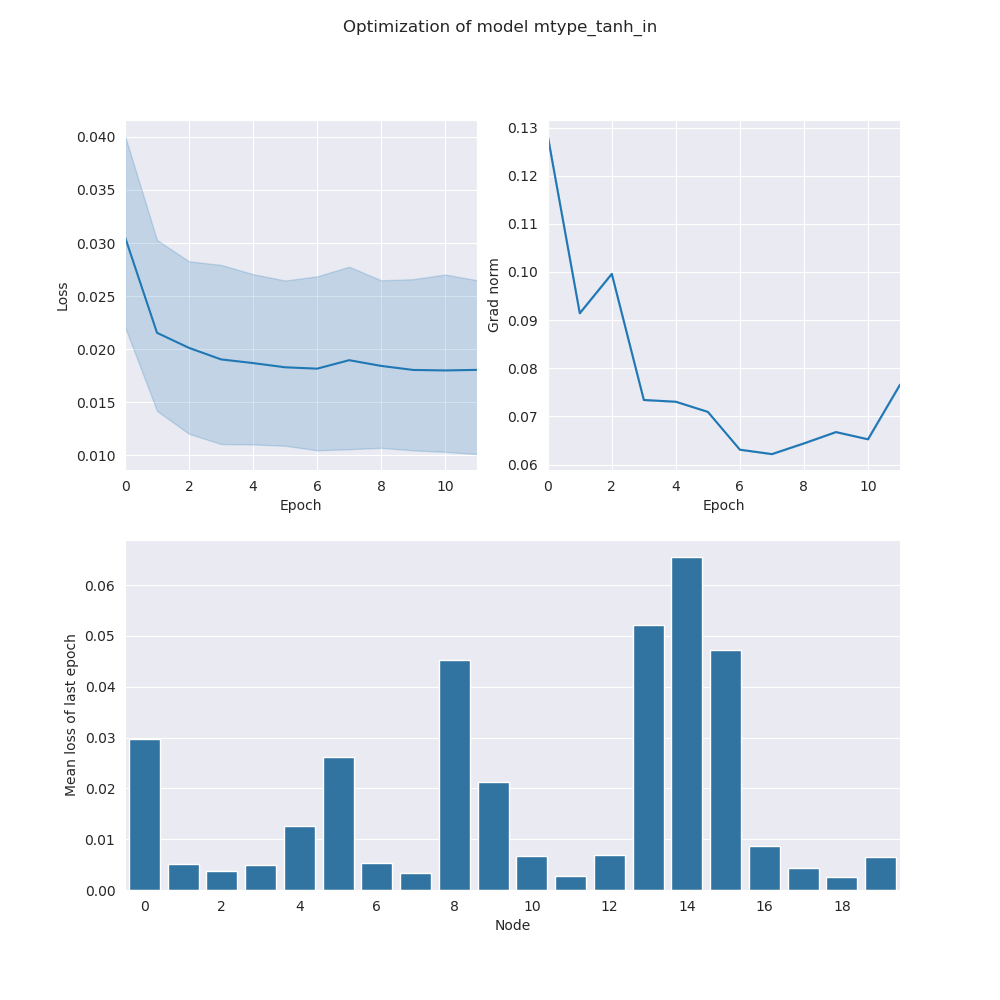 Optimization of model mtype_tanh_in
0.040
0.035
0.030
0.025
0.020
0.015
0.010
Loss
0 2 4 6 8 10
Epoch
0.13
0.12
0.11
0.10
0.09
0.08
0.07
0.06
Grad norm
0 2 4 6 8 10
Epoch
0.06
0.05
0.04
0.03
0.02
0.01
0.00
Mean loss of last epoch
0 2 4 6 8 10 12 14 16 18
Node